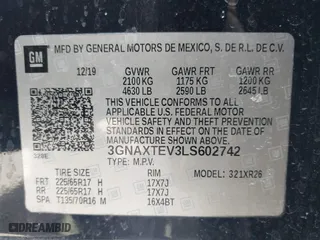 GM
MFD BY GENERAL MOTORS DE MEXICO, S. DE R.L. DE C.V.
12/19 GVWR GAWR FRT GAWR RR
2100 KG 1175 KG 1200 KG
4630 LB 2590 LB 2645 LB
THIS VEHICLE CONFORMS TO ALL APPLICABLE U.S. FEDERAL MOTOR VEHICLE SAFETY, BUMPER, AND THEFT PREVENTION STANDARDS IN EFFECT ON THE DATE OF MANUFACTURE SHOWN ABOVE.
3GNAXTEV3LS602742
TYPE: M.P.V.
TIRE SIZE RIM MODEL: 321XR26
FRT 225/65R17 H 17X7J
RR 225/65R17 H 17X7J
SPA T135/70R16 M 16X4BT